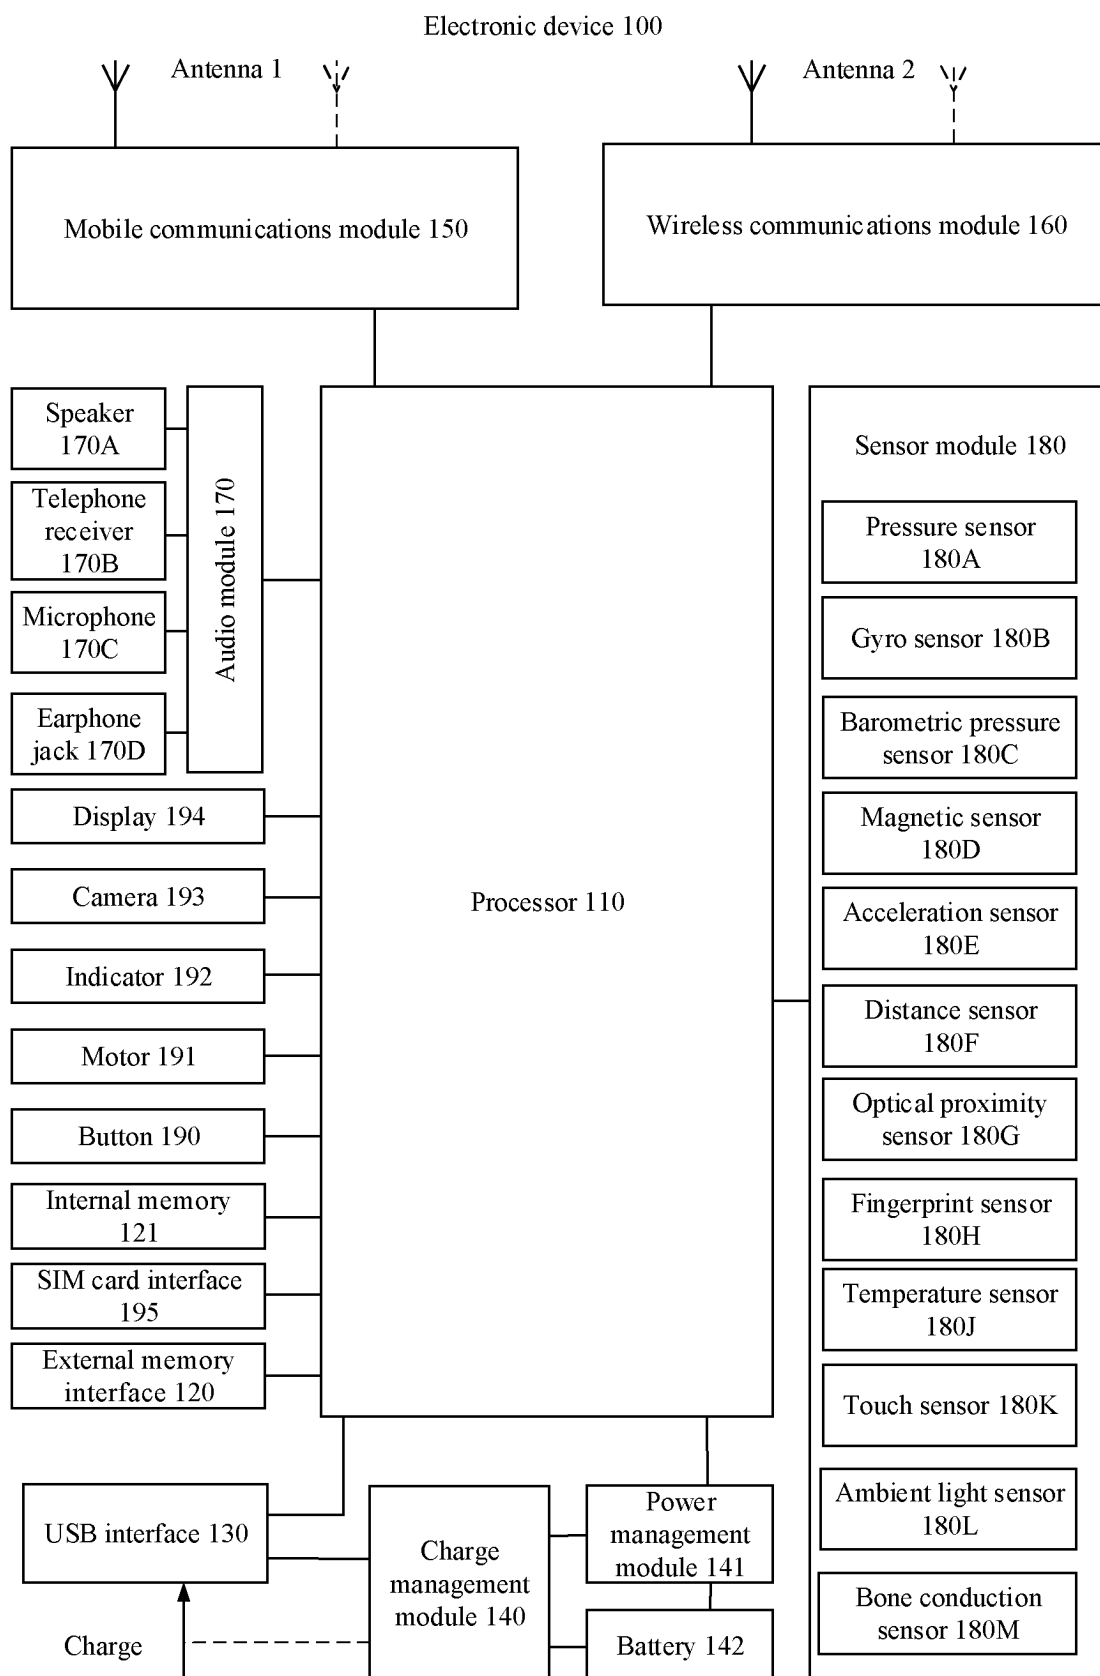 Electronic device 100
Antenna 1
Antenna 2
Mobile communications module 150
Wireless communications module 160
Speaker
170A
Telephone
receiver
170B
Microphone
170C
Earphone
jack 170D
Audio module 170
Display 194
Camera 193
Indicator 192
Motor 191
Button 190
Internal memory
121
SIM card interface
195
External memory
interface 120
Processor 110
Sensor module 180
Pressure sensor
180A
Gyro sensor 180B
Barometric pressure
sensor 180C
Magnetic sensor
180D
Acceleration sensor
180E
Distance sensor
180F
Optical proximity
sensor 180G
Fingerprint sensor
180H
Temperature sensor
180J
Touch sensor 180K
Ambient light sensor
180L
Bone conduction
sensor 180M
USB interface 130
Charge
management
module 140
Power
management
module 141
Battery 142
Charge